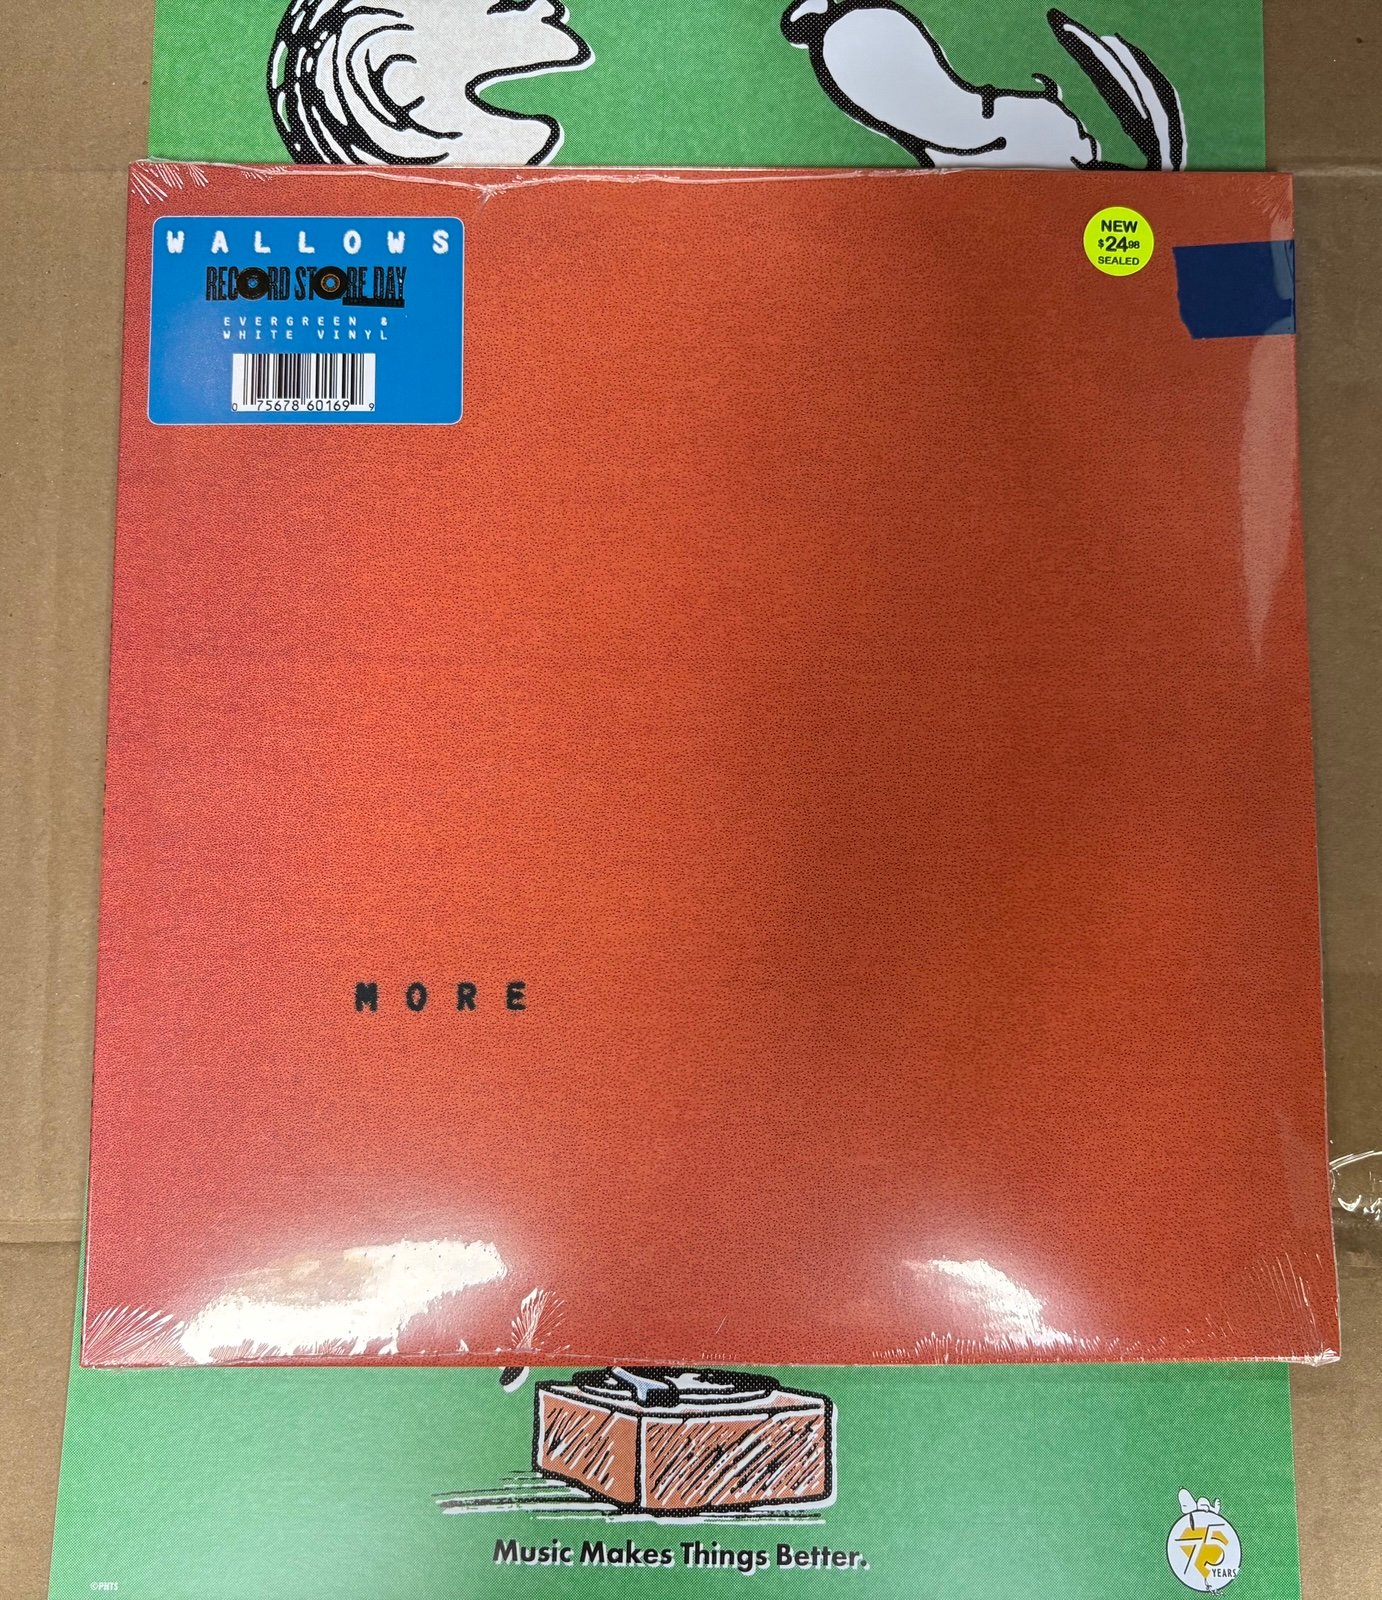 WALLOWS
RECORD STORE DAY
EVERGREEN &
WHITE VINYL
0 75678 60169 9
NEW
$24.98
SEALED
MORE
Music Makes Things Better.
75
YEARS
©PNTS